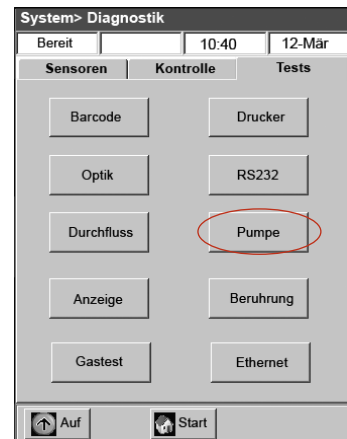 System> Diagnostik
Bereit 10:40 12-Mär
Sensoren Kontrolle Tests
Barcode Drucker
Optik RS232
Durchfluss Pumpe
Anzeige Beruhrung
Gastest Ethernet
Auf Start